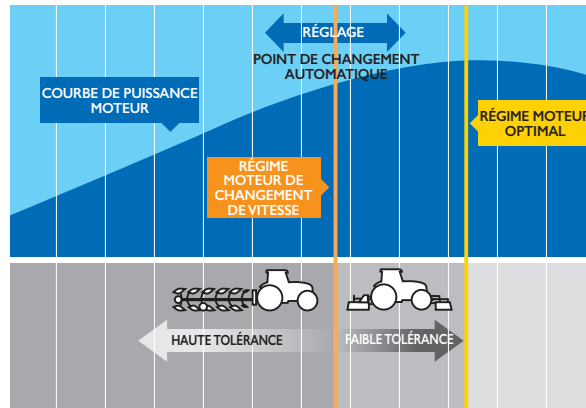 RÉGLAGE
POINT DE CHANGEMENT
AUTOMATIQUE
COURBE DE PUISSANCE
MOTEUR
RÉGIME MOTEUR
OPTIMAL
RÉGIME
MOTEUR DE
CHANGEMENT
DE VITESSE
HAUTE TOLÉRANCE
FAIBLE TOLÉRANCE